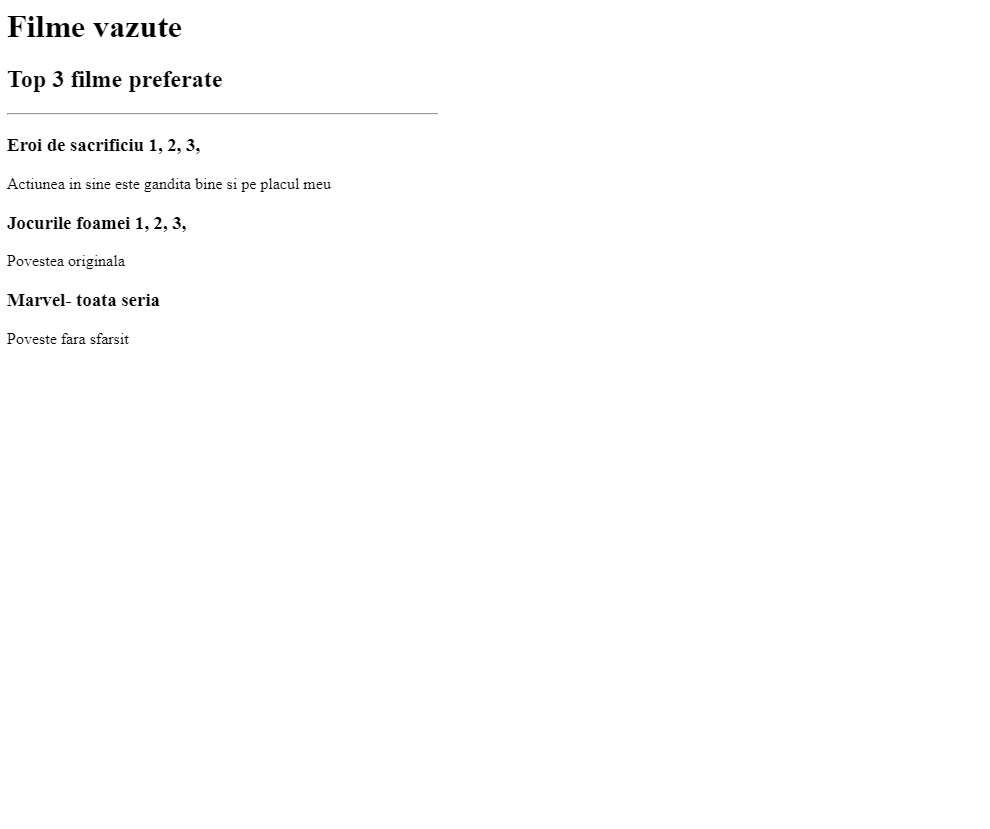 Filme vazute
Top 3 filme preferate
Eroi de sacrificiu 1, 2, 3,
Actiunea in sine este gandita bine si pe placul meu
Jocurile foamei 1, 2, 3,
Povestea originala
Marvel- toata seria
Poveste fara sfarsit